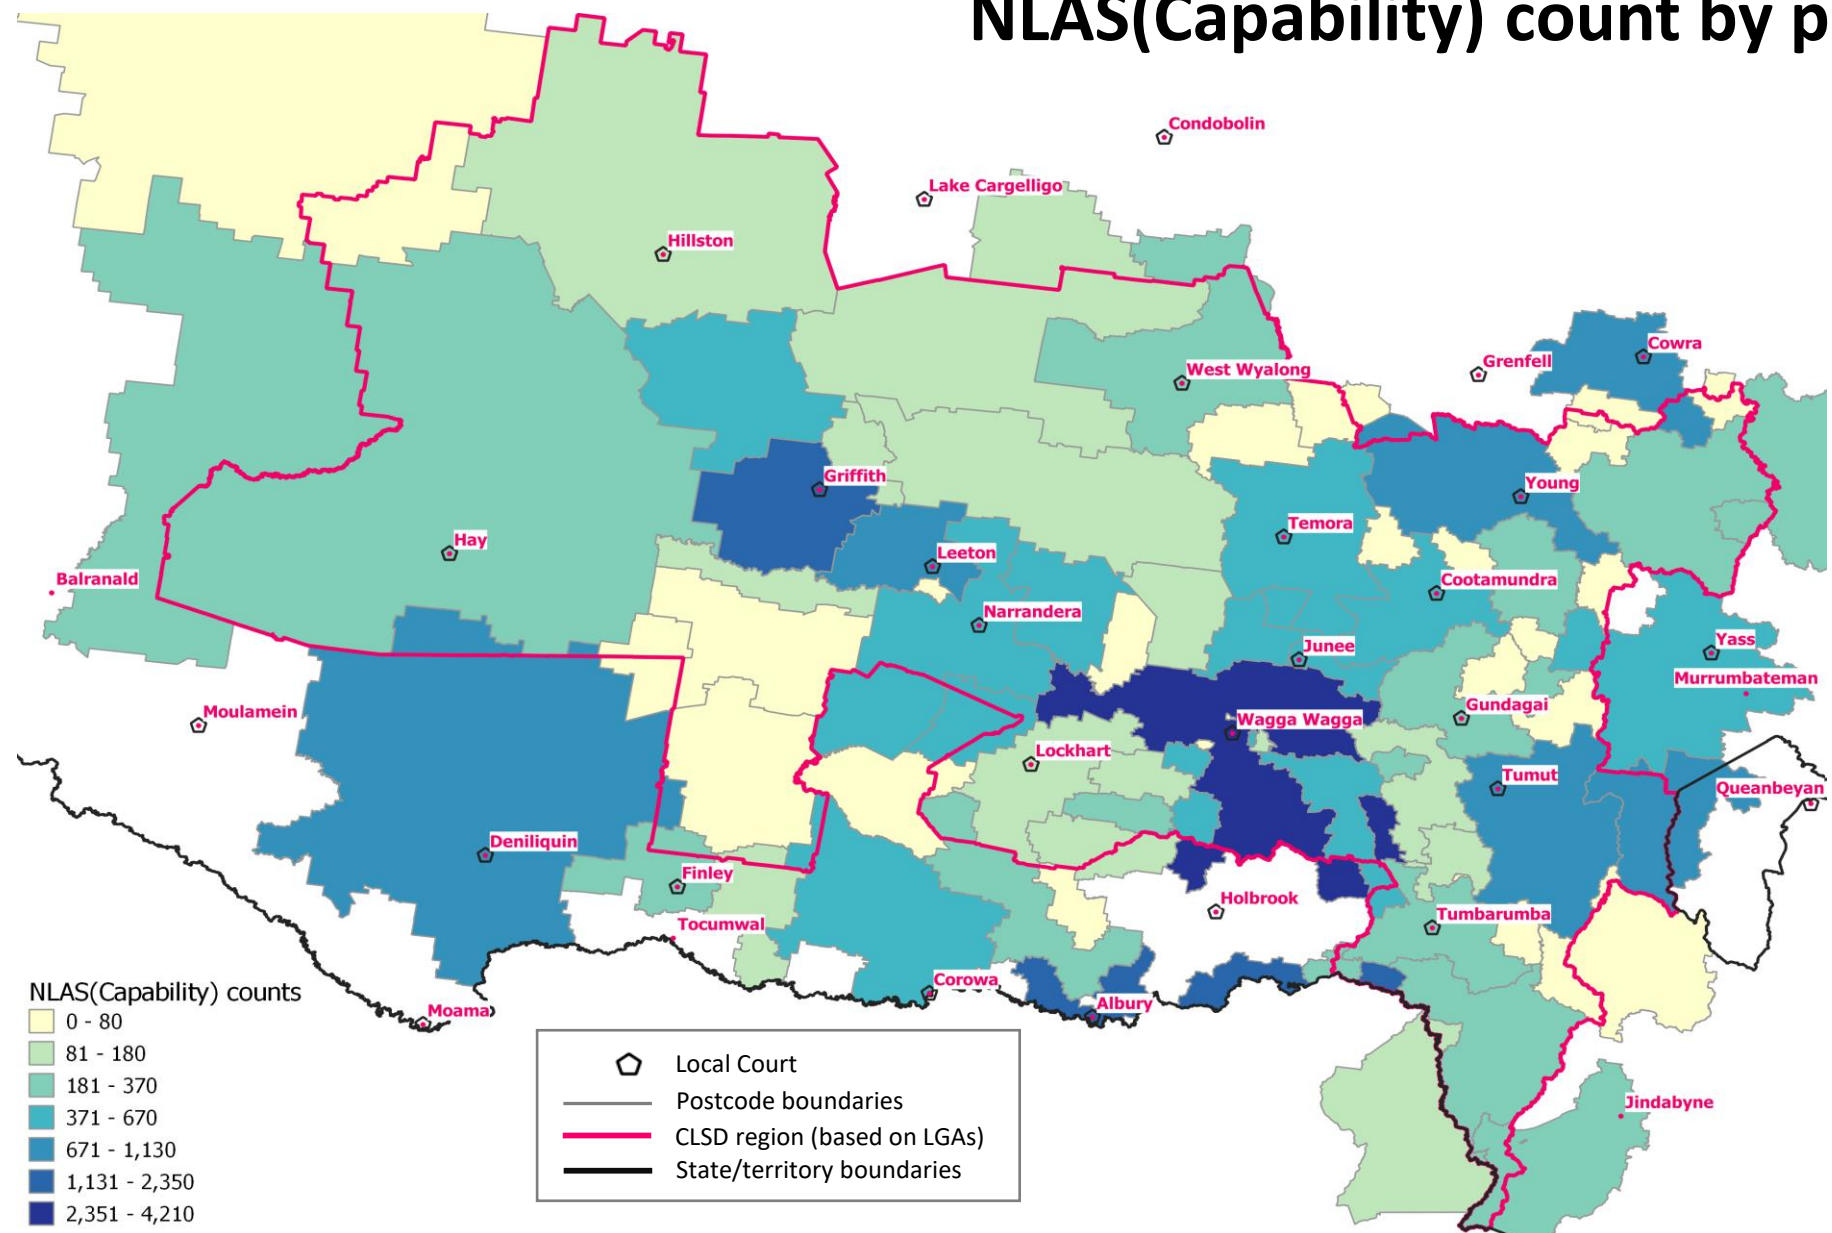 NLAS(Capability) count by p
Condobolin
Lake Cargelligo
Hillston
Cowra
Grenfell
West Wyalong
Griffith
Young
Temora
Hay
Leeton
Balranald
Cootamundra
Narrandera
Yass
Junee
Murrumbateman
Moulamein
Gundagai
Wagga Wagga
Lockhart
Tumut
Queanbeyan
Deniliquin
Finley
Holbrook
Tumbarumba
Tocumwal
Corowa
Albury
Moama
Jindabyne
NLAS(Capability) counts
0 - 80
81 - 180
181 - 370
371 - 670
671 - 1,130
1,131 - 2,350
2,351 - 4,210
Local Court
Postcode boundaries
CLSD region (based on LGAs)
State/territory boundaries